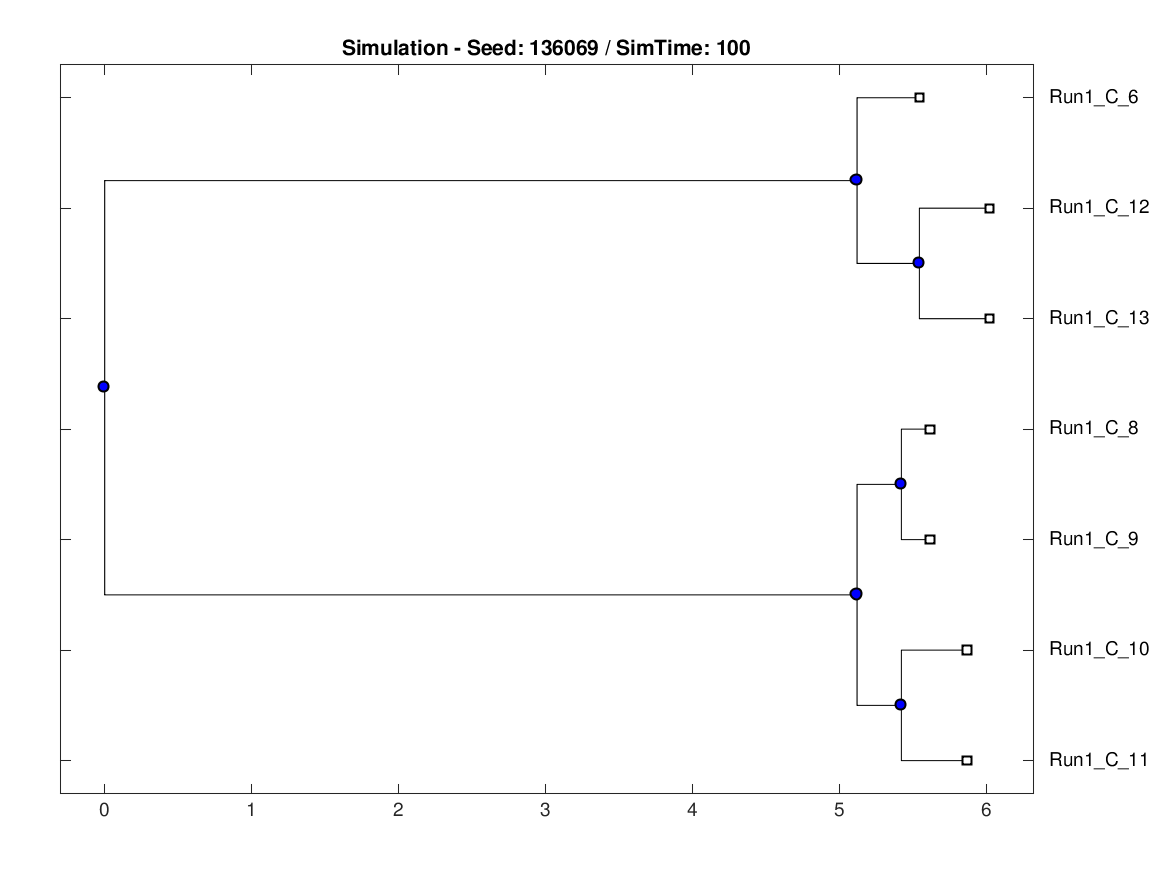 Simulation - Seed: 136069 / SimTime: 100
Run1_C_6
Run1_C_12
Run1_C_13
Run1_C_8
Run1_C_9
Run1_C_10
Run1_C_11
0 1 2 3 4 5 6